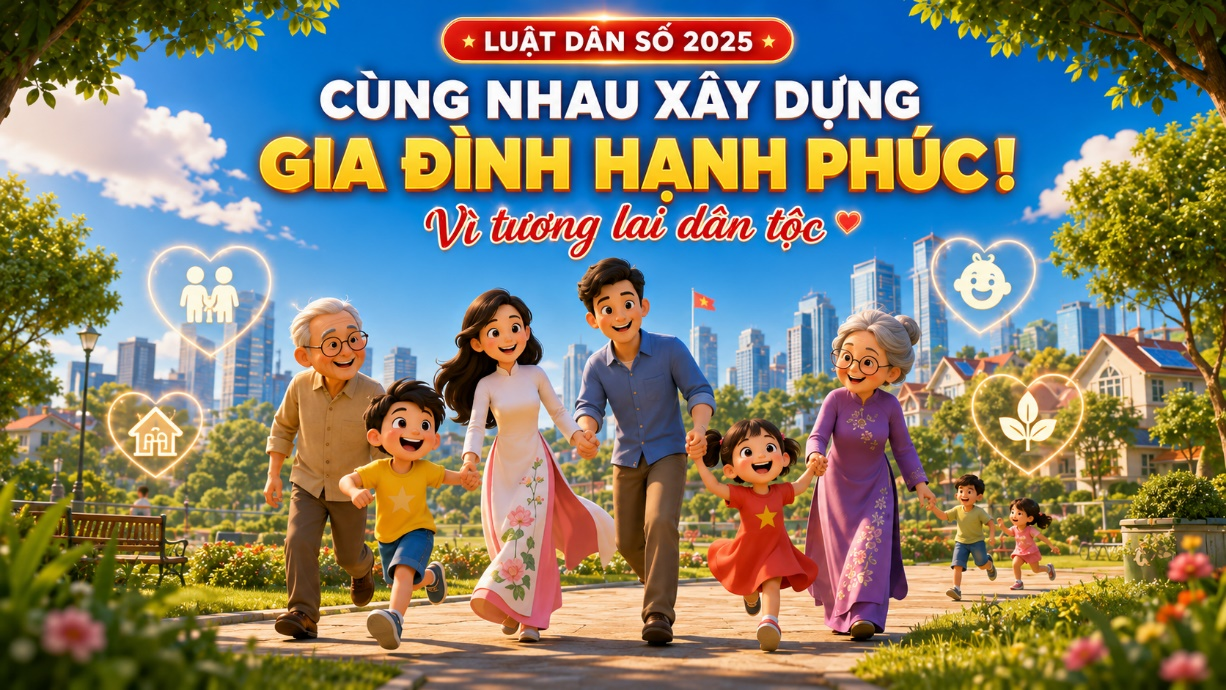 ★ LUẬT DÂN SỐ 2025 ★
CÙNG NHAU XÂY DỰNG
GIA ĐÌNH HẠNH PHÚC!
Vì tương lai dân tộc ❤